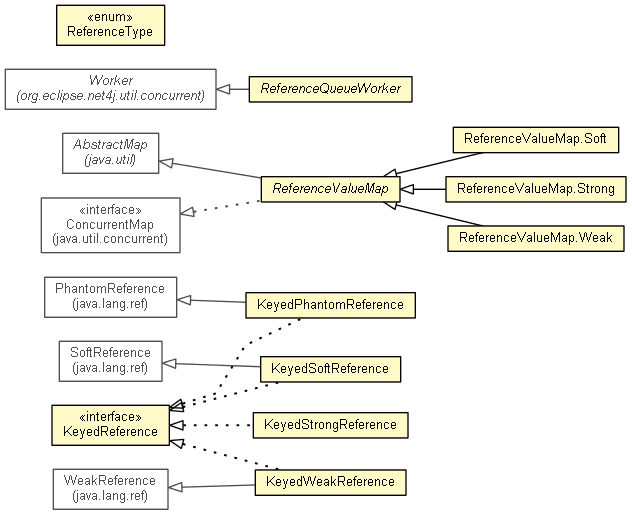 «enum»
ReferenceType
Worker
(org.eclipse.net4j.util.concurrent)
ReferenceQueueWorker
AbstractMap
(java.util)
ReferenceValueMap.Soft
ReferenceValueMap
ReferenceValueMap.Strong
«interface»
ConcurrentMap
(java.util.concurrent)
ReferenceValueMap.Weak
PhantomReference
(java.lang.ref)
KeyedPhantomReference
SoftReference
(java.lang.ref)
KeyedSoftReference
«interface»
KeyedReference
KeyedStrongReference
WeakReference
(java.lang.ref)
KeyedWeakReference